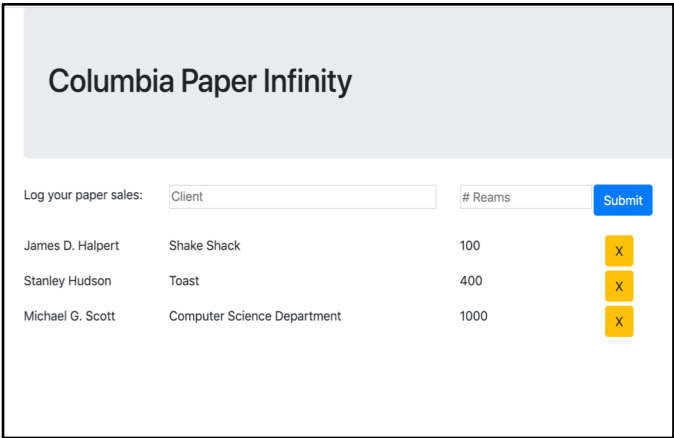 Columbia Paper Infinity
Log your paper sales: Client # Reams Submit
James D. Halpert Shake Shack 100 X
Stanley Hudson Toast 400 X
Michael G. Scott Computer Science Department 1000 X